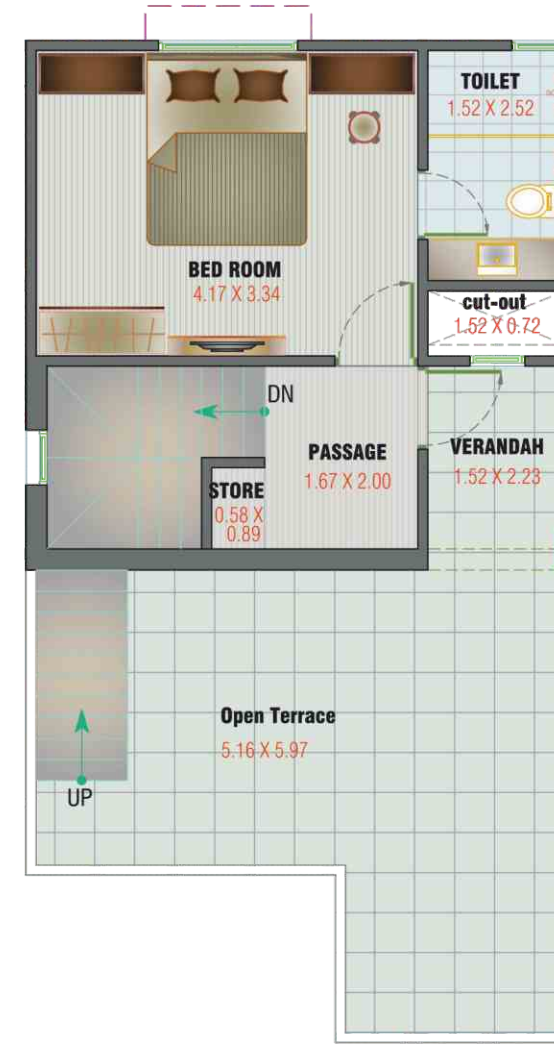 TOILET
1.52 X 2.52
BED ROOM
4.17 X 3.34
cut-out
1.52 X 0.72
DN
PASSAGE
1.67 X 2.00
VERANDAH
1.52 X 2.23
STORE
0.58 X
0.89
Open Terrace
5.16 X 5.97
UP